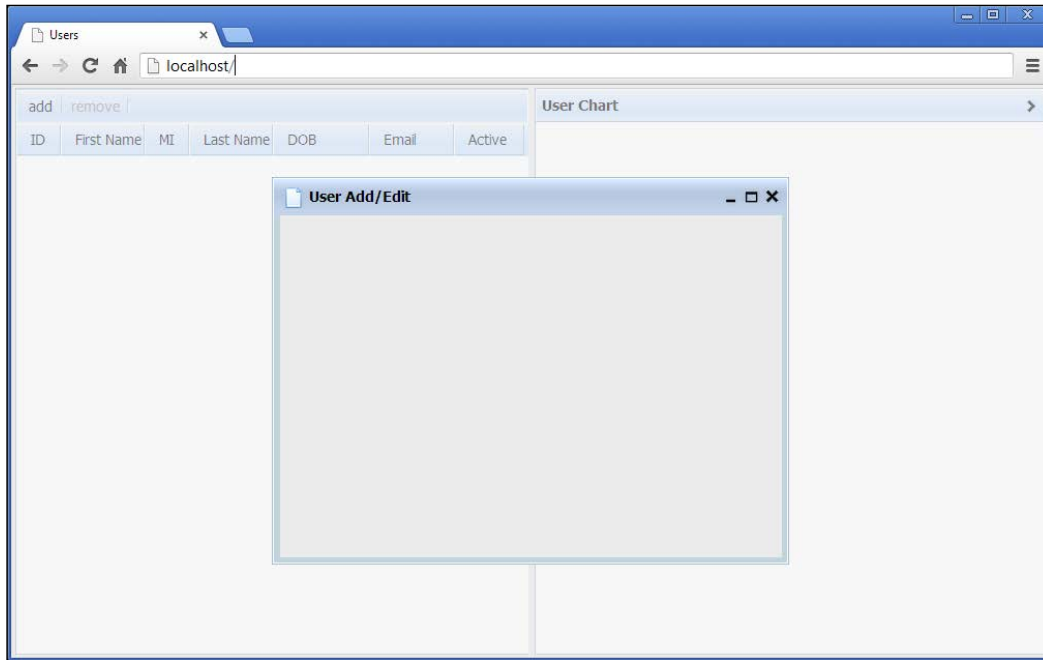 Users
localhost/
add remove
User Chart
ID First Name MI Last Name DOB Email Active
User Add/Edit